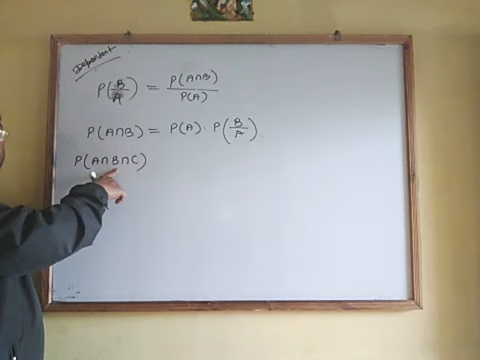 Dependent
P(B/A) = P(A∩B)/P(A)
P(A∩B) = P(A) · P(B/A).
P(A∩B∩C)